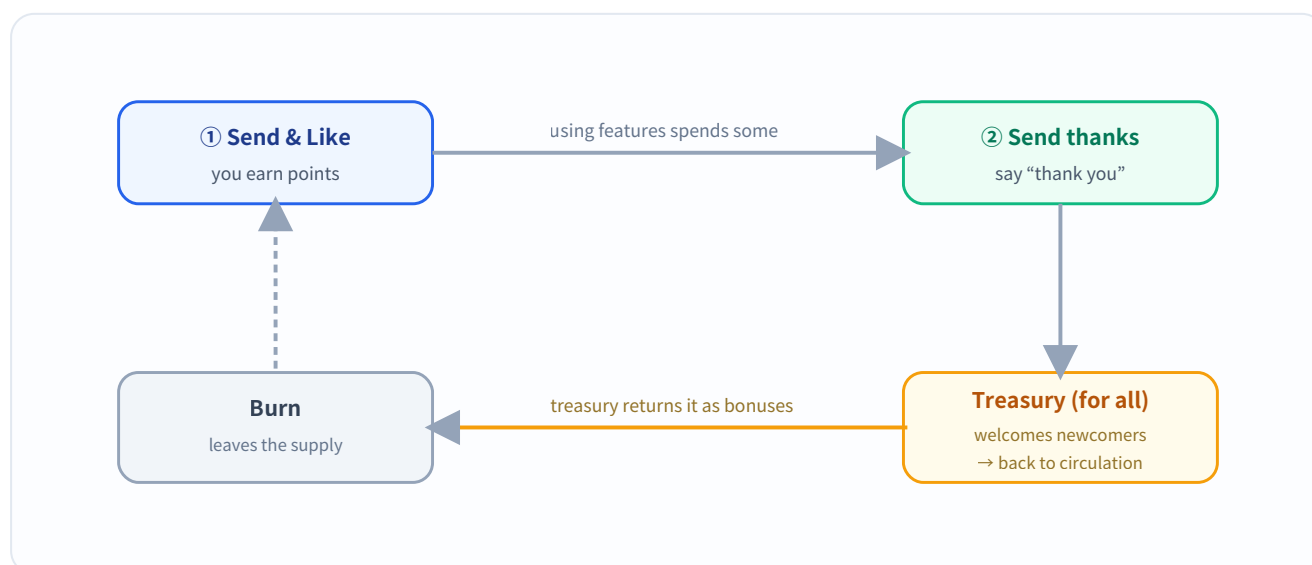 ① Send & Like
you earn points
using features spends some
② Send thanks
say “thank you”
Burn
leaves the supply
treasury returns it as bonuses
Treasury (for all)
welcomes newcomers
→ back to circulation